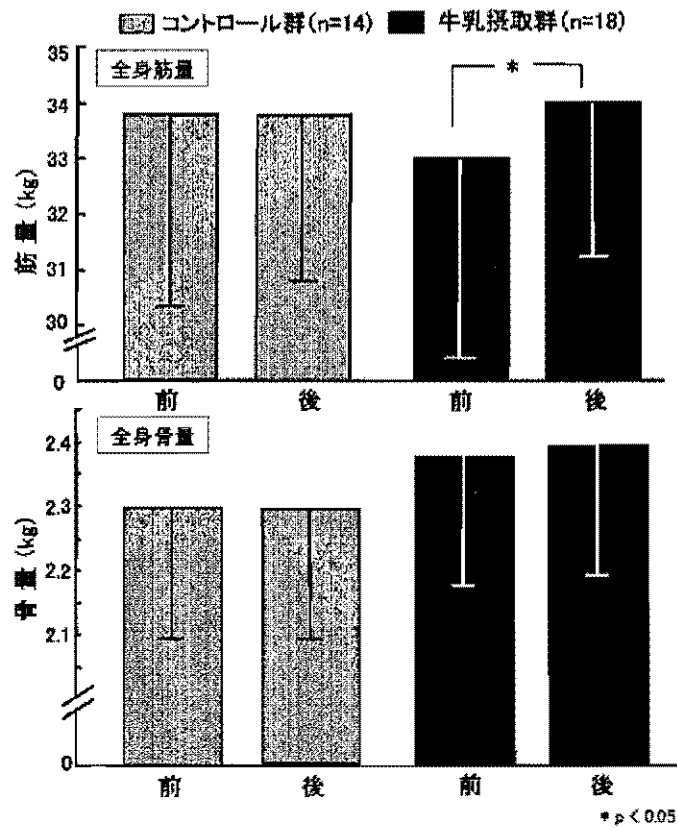 コントロール群(n=14) 牛乳摂取群(n=18)
全身筋量
筋量(kg)
35
34
33
32
31
30
0
*
前 後 前 後
全身骨量
骨量(kg)
2.4
2.3
2.2
2.1
0
前 後 前 後
* p < 0.05